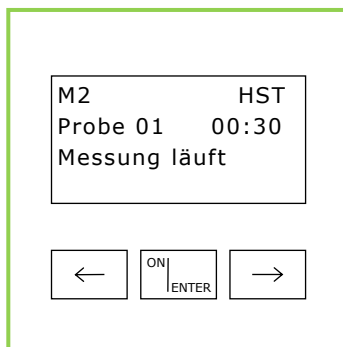 M2 HST
Probe 01 00:30
Messung läuft
← ON ENTER →